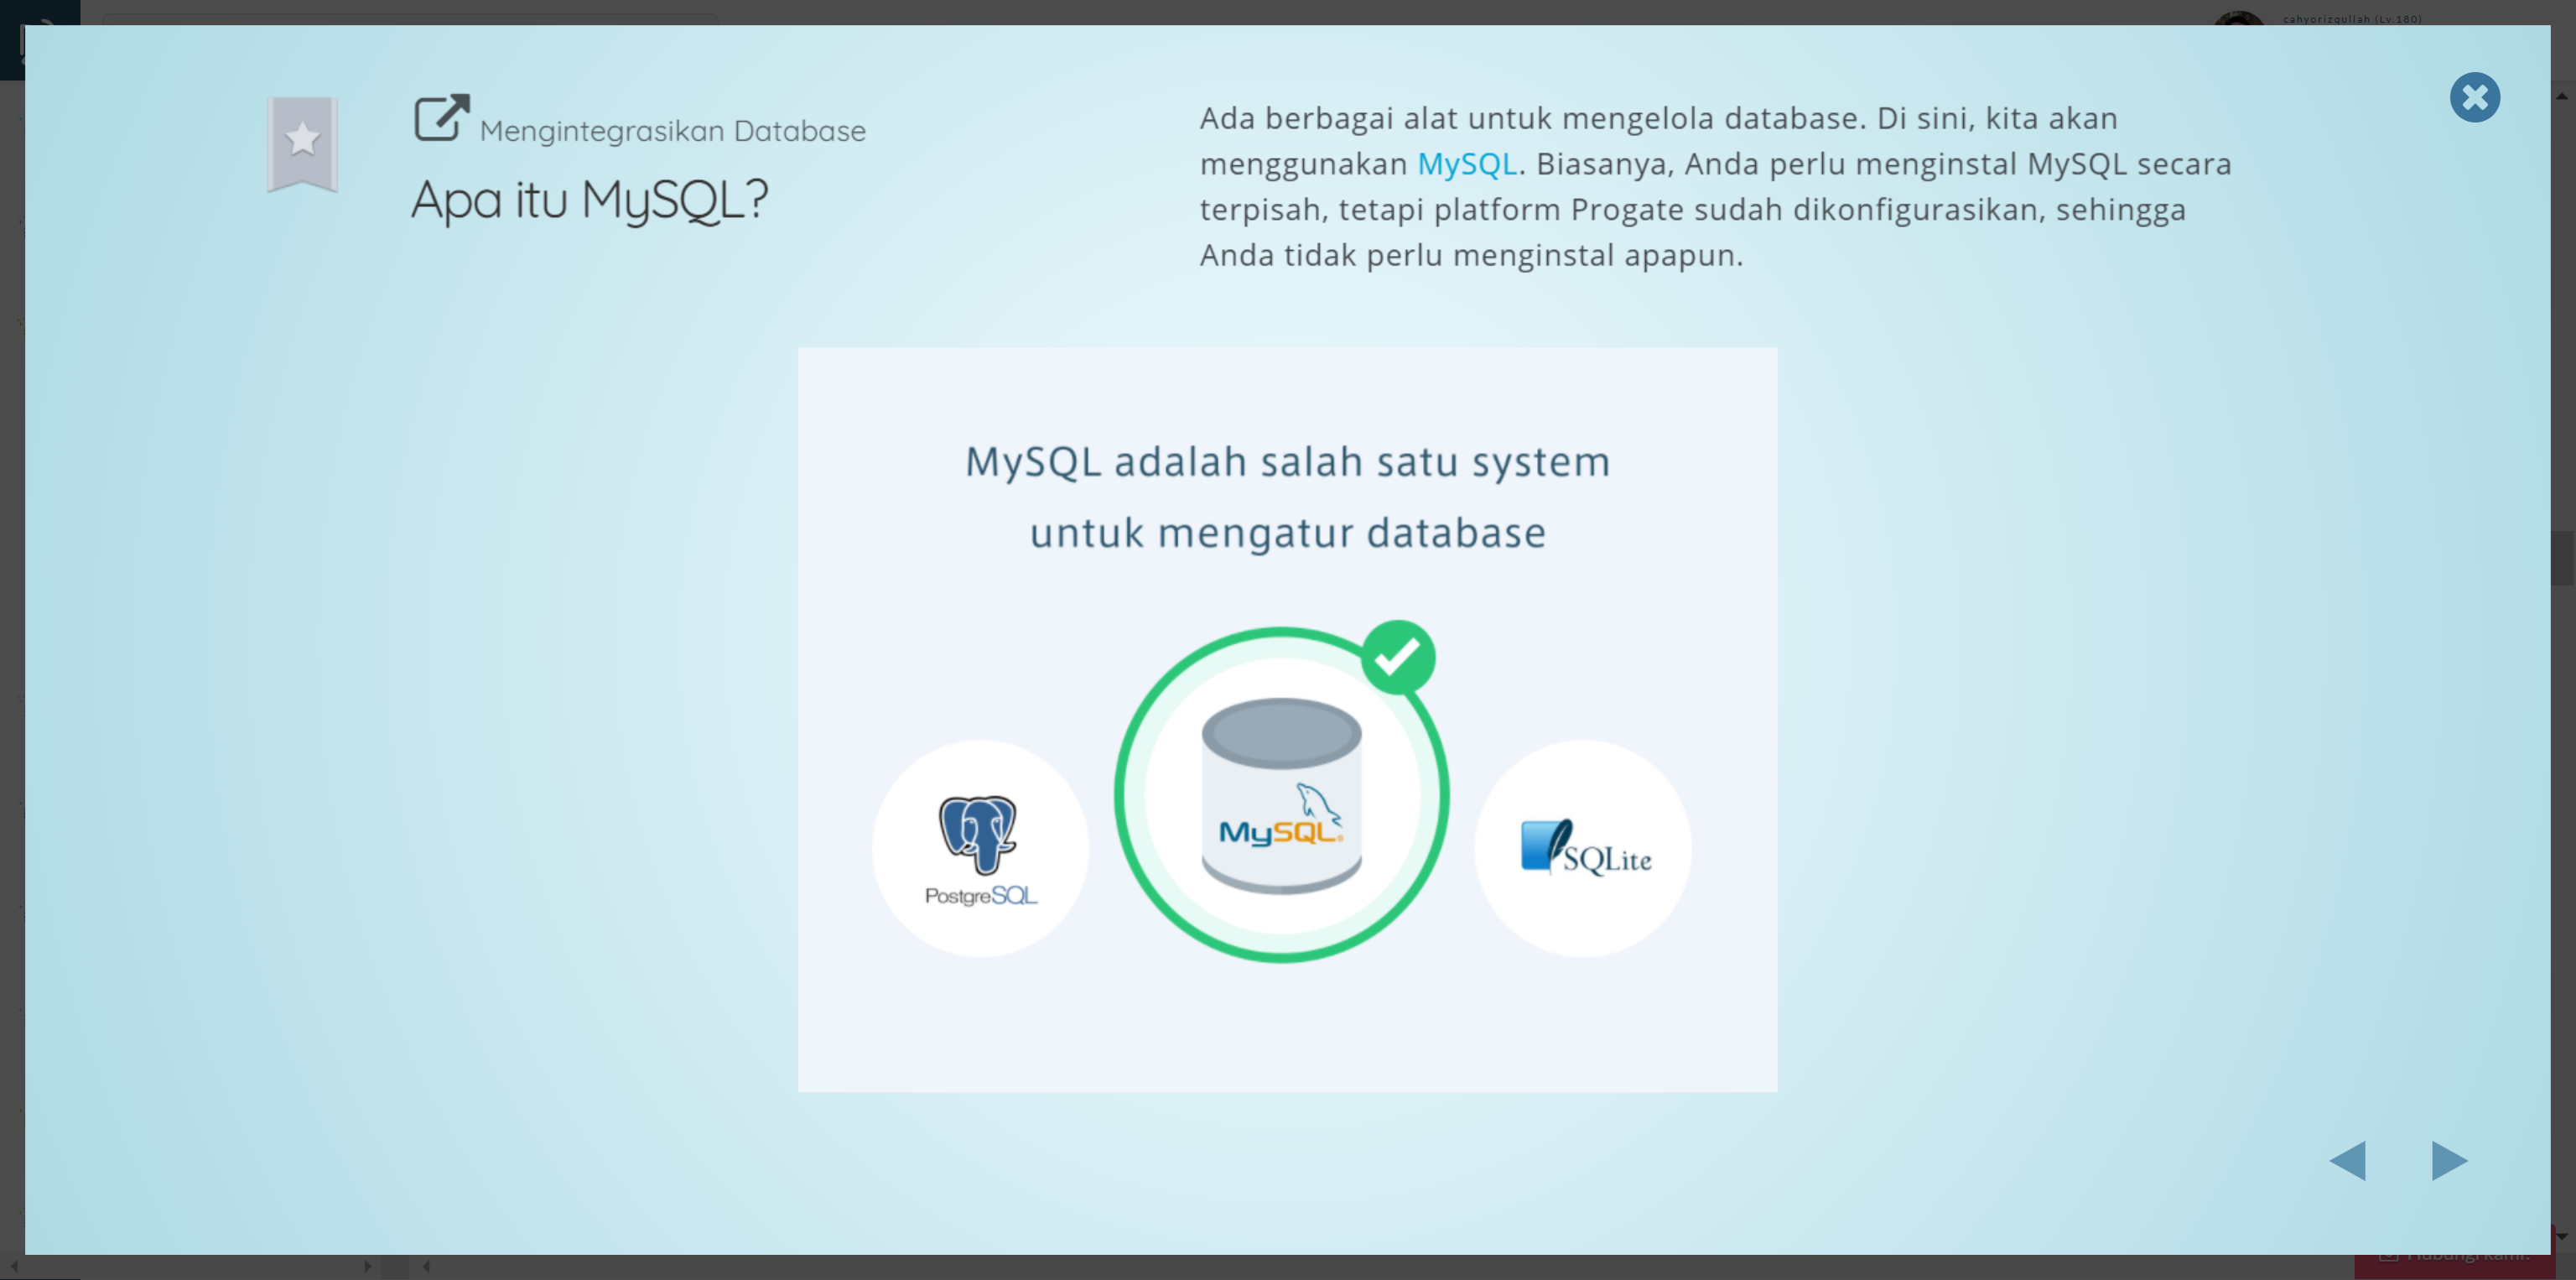 cahyorizqullah (Lv.180)
Mengintegrasikan Database
Apa itu MySQL?
Ada berbagai alat untuk mengelola database. Di sini, kita akan
menggunakan MySQL. Biasanya, Anda perlu menginstal MySQL secara
terpisah, tetapi platform Progate sudah dikonfigurasikan, sehingga
Anda tidak perlu menginstal apapun.
MySQL adalah salah satu system
untuk mengatur database
MySQL
PostgreSQL
SQLite
Hubungi kami!